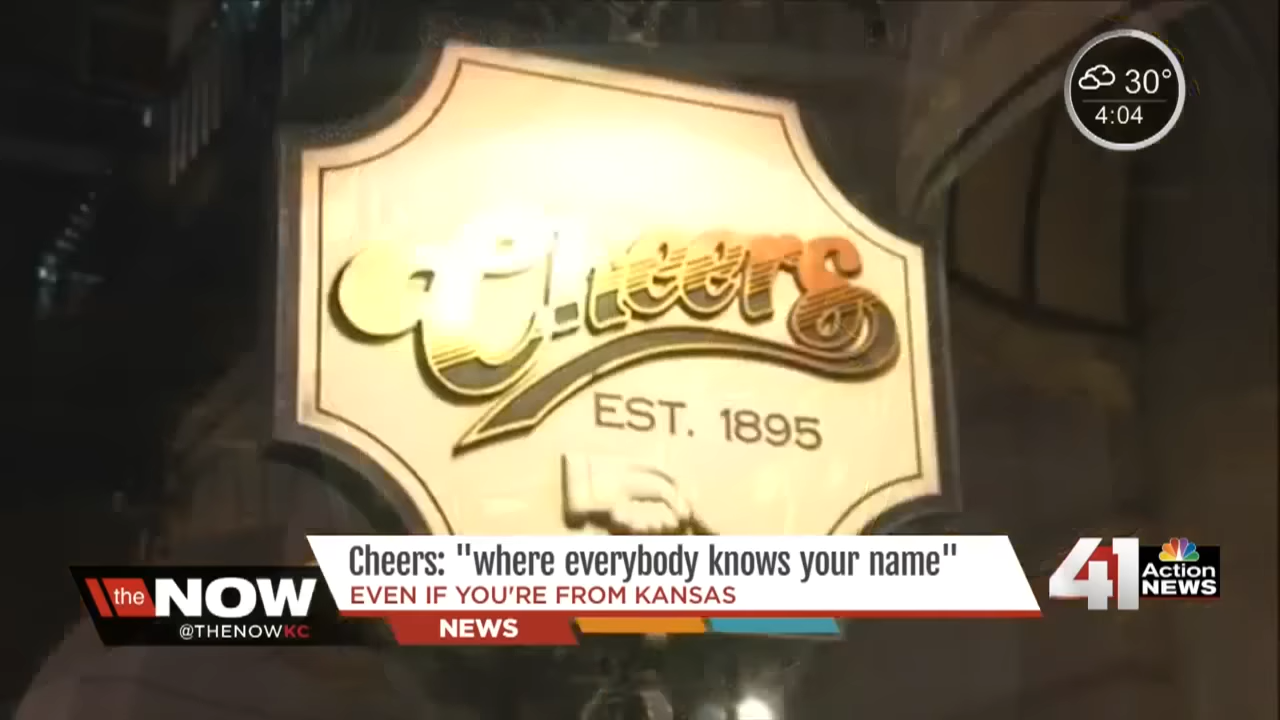 30°
4:04
Cheers
EST. 1895
Cheers: "where everybody knows your name"
EVEN IF YOU'RE FROM KANSAS
the NOW
@THENOWKC
NEWS
41 Action NEWS